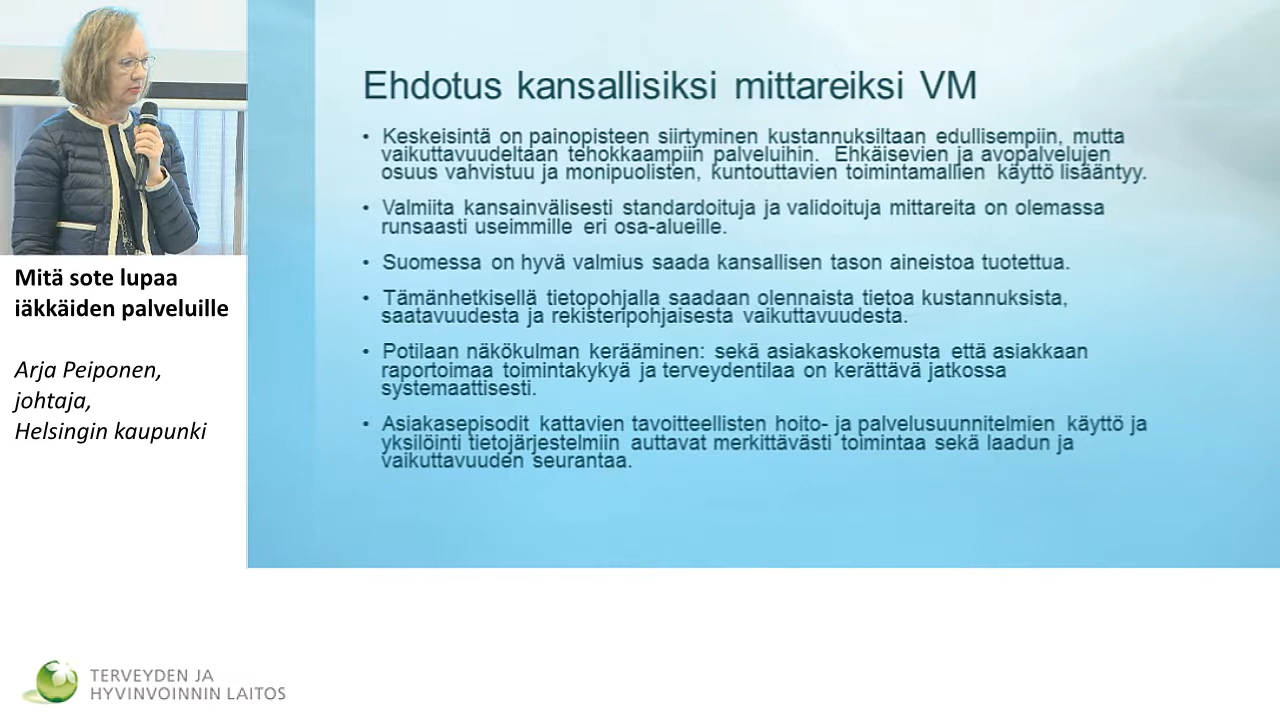 Ehdotus kansallisiksi mittareiksi VM
• Keskeisintä on painopisteen siirtyminen kustannuksiltaan edullisempiin, mutta
vaikuttavuudeltaan tehokkaampiin palveluihin. Ehkäisevien ja avopalvelujen
osuus vahvistuu ja monipuolisten, kuntouttavien toimintamallien käyttö lisääntyy.
• Valmiita kansainvälisesti standardoituja ja validoituja mittareita on olemassa
runsaasti useimmille eri osa-alueille.
• Suomessa on hyvä valmius saada kansallisen tason aineistoa tuotettua.
• Tämänhetkisellä tietopohjalla saadaan olennaista tietoa kustannuksista,
saatavuudesta ja rekisteripohjaisesta vaikuttavuudesta.
• Potilaan näkökulman kerääminen: sekä asiakaskokemusta että asiakkaan
raportoimaa toimintakykyä ja terveydentilaa on kerättävä jatkossa
systemaattisesti.
• Asiakasepisodit kattavien tavoitteellisten hoito- ja palvelusuunnitelmien käyttö ja
yksilöinti tietojärjestelmiin auttavat merkittävästi toimintaa sekä laadun ja
vaikuttavuuden seurantaa.
Mitä sote lupaa
iäkkäiden palveluille
Arja Peiponen,
johtaja,
Helsingin kaupunki
TERVEYDEN JA
HYVINVOINNIN LAITOS